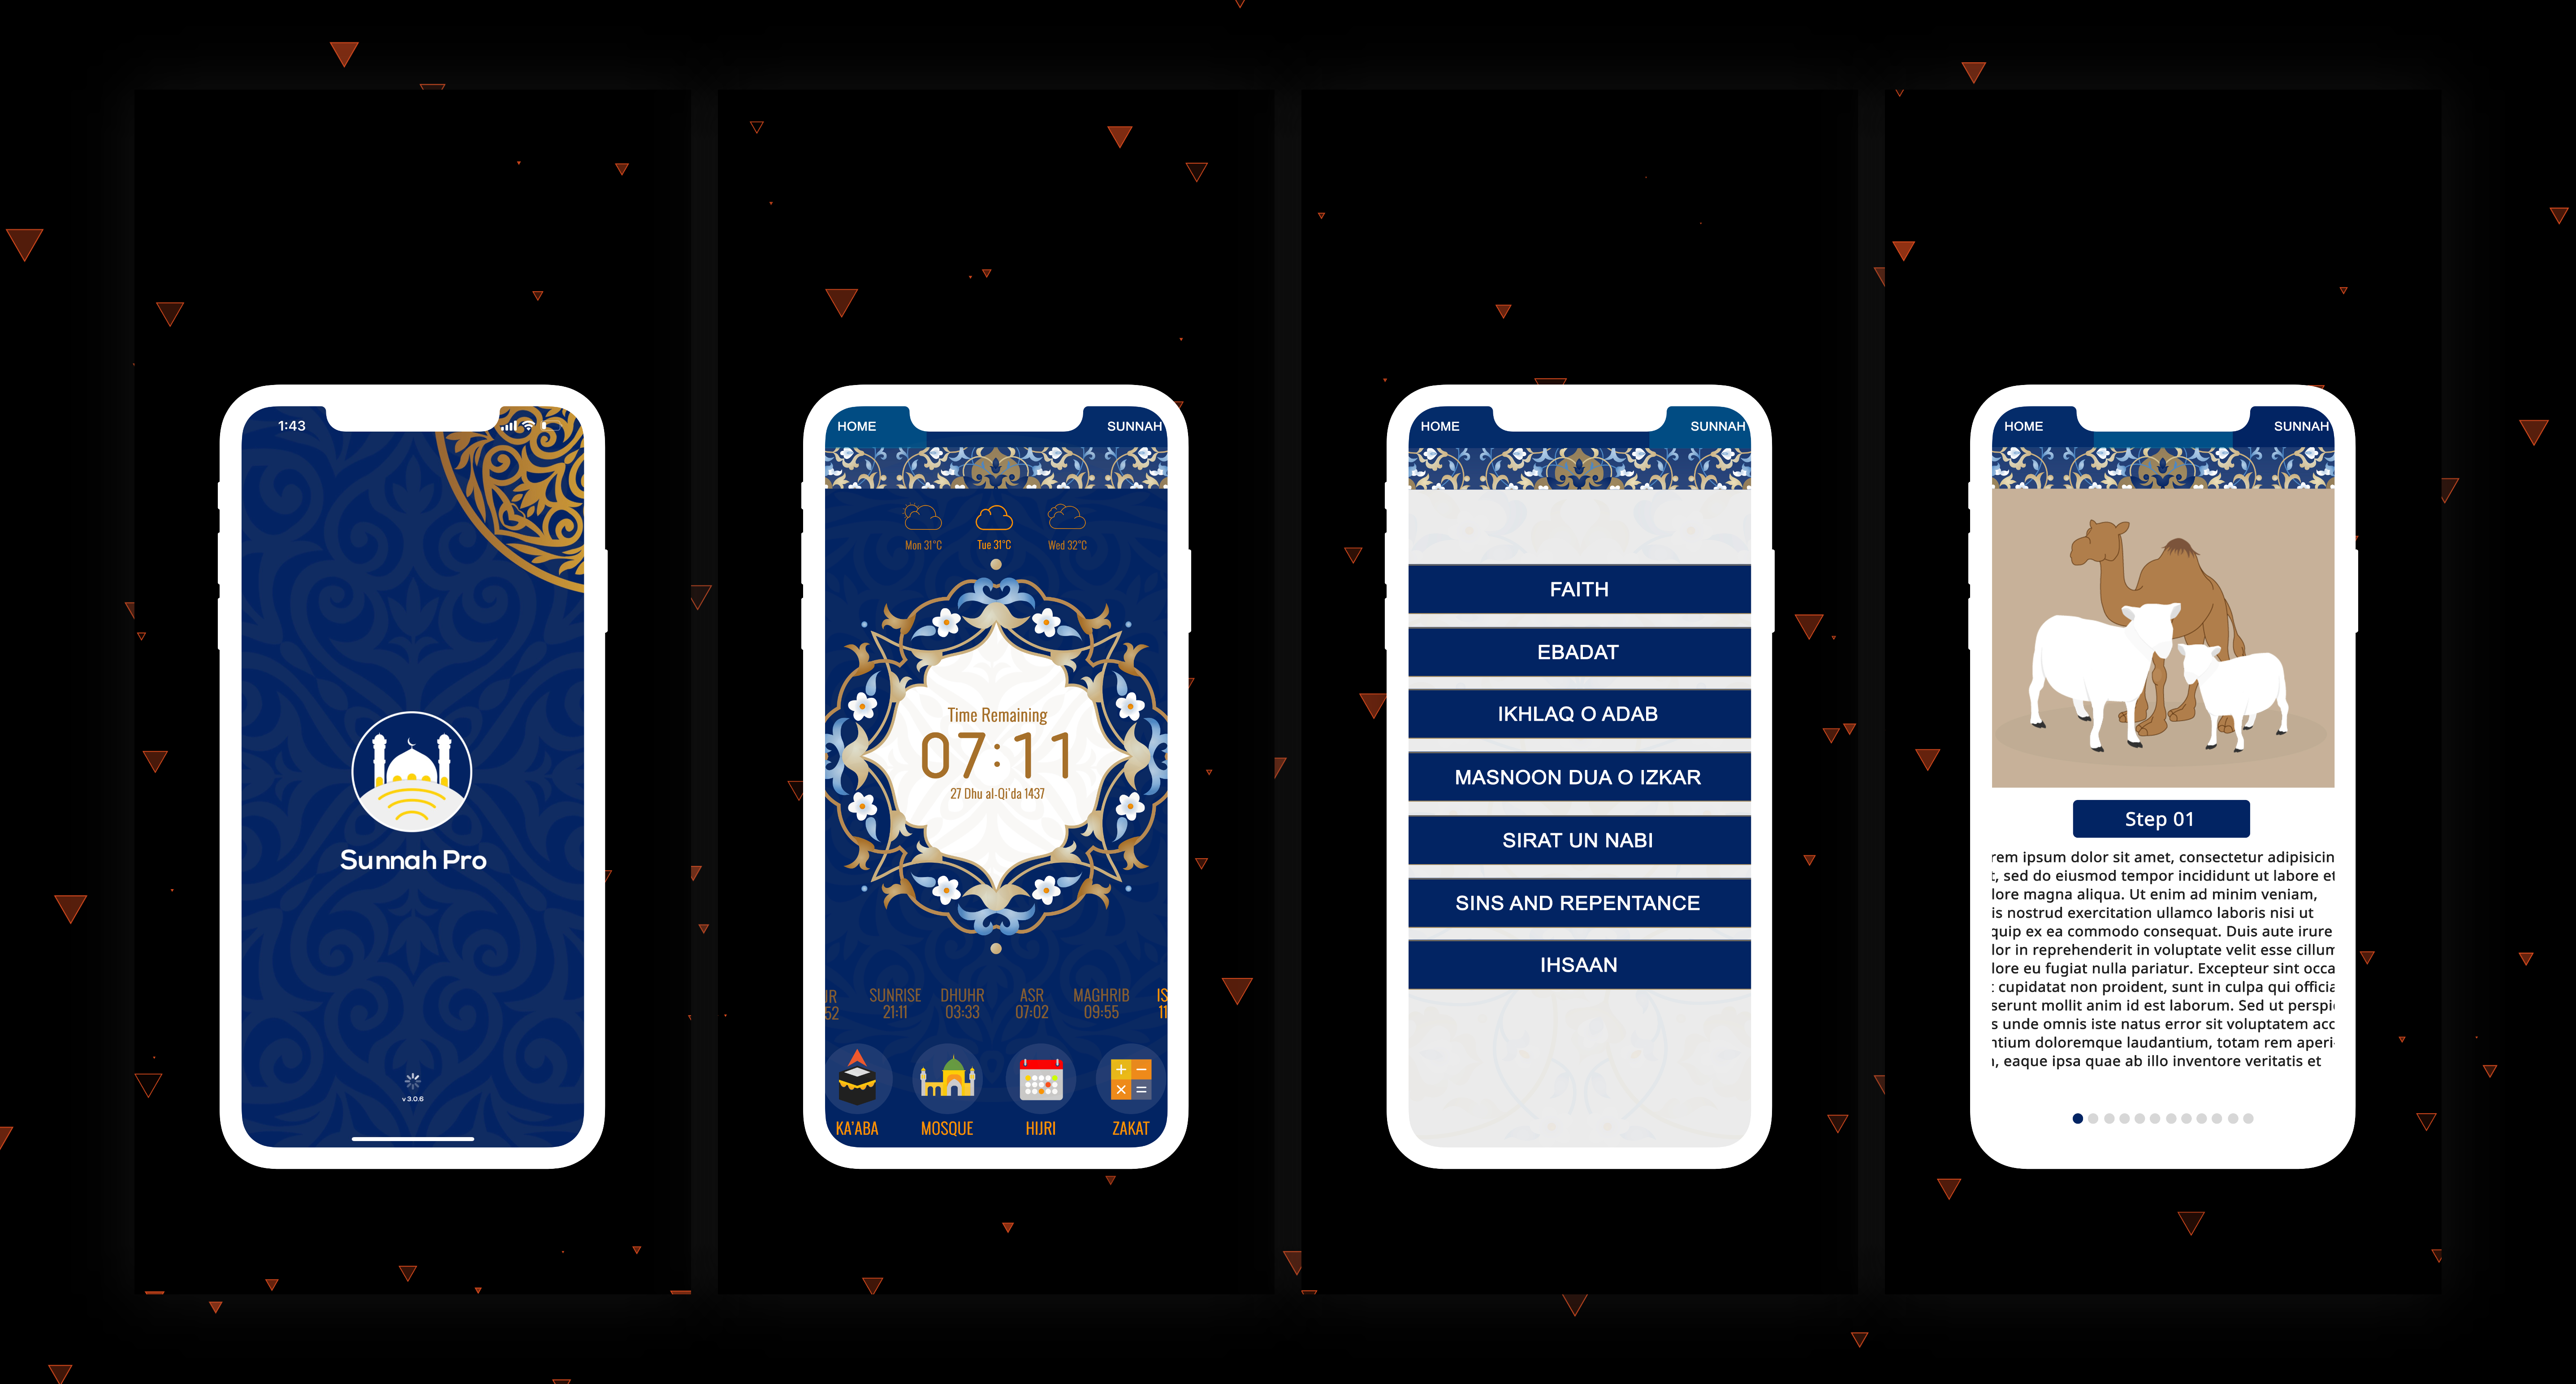 1:43
Sunnah Pro
v 3.0.6
HOME SUNNAH
Mon 31°C Tue 31°C Wed 32°C
Time Remaining
07:11
27 Dhu al-Qi'da 1437
JR SUNRISE DHUHR ASR MAGHRIB IS
52 21:11 03:33 07:02 09:55 11
KA'ABA MOSQUE HIJRI ZAKAT
HOME SUNNAH
FAITH
EBADAT
IKHLAQ O ADAB
MASNOON DUA O IZKAR
SIRAT UN NABI
SINS AND REPENTANCE
IHSAAN
HOME SUNNAH
Step 01
rem ipsum dolor sit amet, consectetur adipisicin
t, sed do eiusmod tempor incididunt ut labore et
lore magna aliqua. Ut enim ad minim veniam,
is nostrud exercitation ullamco laboris nisi ut
quip ex ea commodo consequat. Duis aute irure
lor in reprehenderit in voluptate velit esse cillum
lore eu fugiat nulla pariatur. Excepteur sint occa
t cupidatat non proident, sunt in culpa qui officia
serunt mollit anim id est laborum. Sed ut perspi
s unde omnis iste natus error sit voluptatem acc
ntium doloremque laudantium, totam rem aperi
, eaque ipsa quae ab illo inventore veritatis et